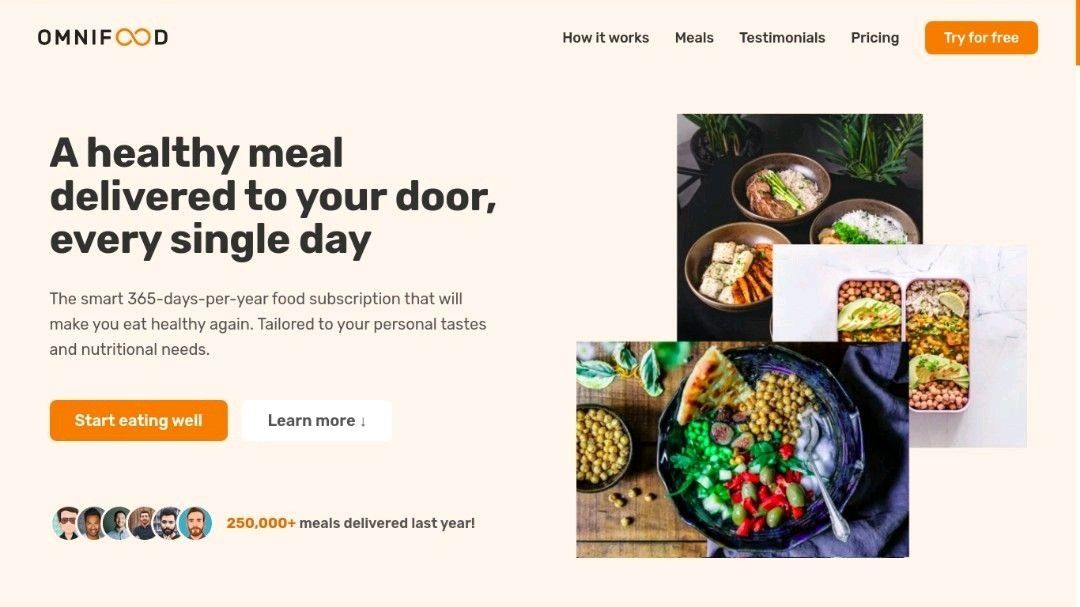 OMNIFOOD
How it works
Meals
Testimonials
Pricing
Try for free
A healthy meal
delivered to your door,
every single day
The smart 365-days-per-year food subscription that will
make you eat healthy again. Tailored to your personal tastes
and nutritional needs.
Start eating well
Learn more ↓
250,000+ meals delivered last year!